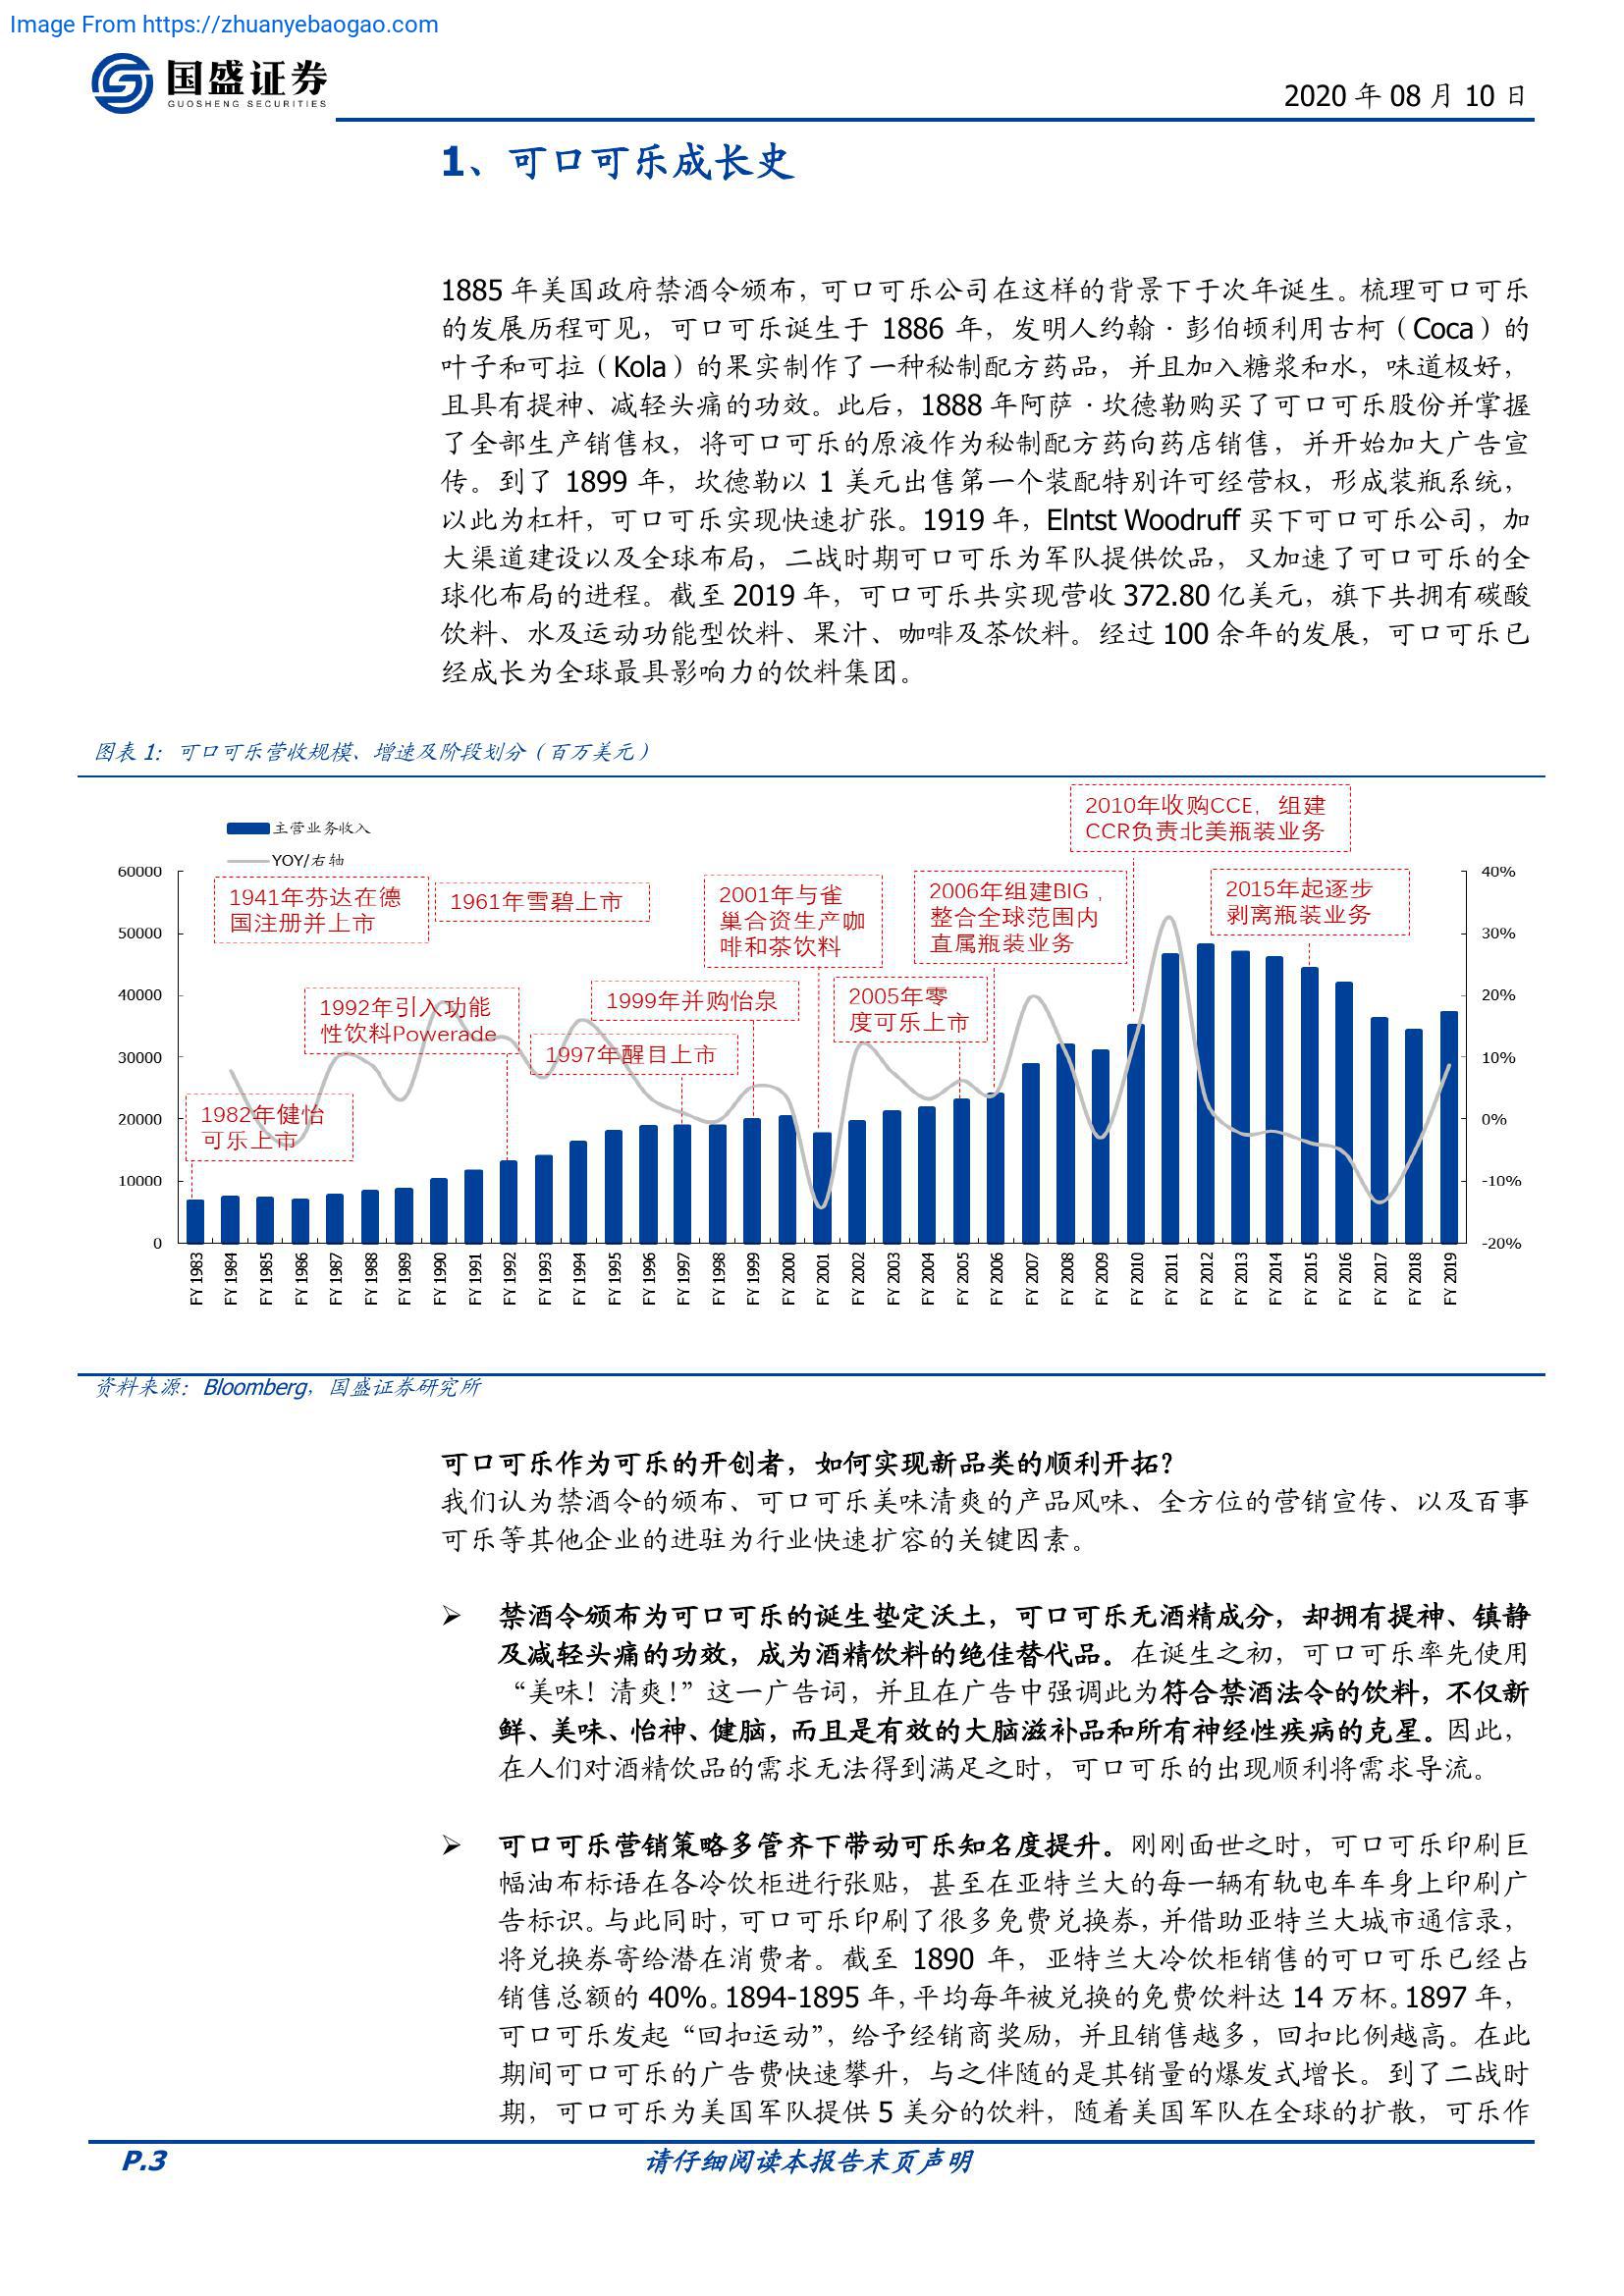 Image From https://zhuanyebaogao.com
国盛证券
GUOSHENG SECURITIES
2020 年 08 月 10 日
1、可口可乐成长史
1885 年美国政府禁酒令颁布，可口可乐公司在这样的背景下于次年诞生。梳理可口可乐
的发展历程可见，可口可乐诞生于 1886 年，发明人约翰·彭伯顿利用古柯（Coca）的
叶子和可拉（Kola）的果实制作了一种秘制配方药品，并且加入糖浆和水，味道极好，
且具有提神、减轻头痛的功效。此后，1888 年阿萨·坎德勒购买了可口可乐股份并掌握
了全部生产销售权，将可口可乐的原液作为秘制配方药向药店销售，并开始加大广告宣
传。到了 1899 年，坎德勒以 1 美元出售第一个装配特别许可经营权，形成装瓶系统，
以此为杠杆，可口可乐实现快速扩张。1919 年，Elntst Woodruff 买下可口可乐公司，加
大渠道建设以及全球布局，二战时期可口可乐为军队提供饮品，又加速了可口可乐的全
球化布局的进程。截至 2019 年，可口可乐共实现营收 372.80 亿美元，旗下共拥有碳酸
饮料、水及运动功能型饮料、果汁、咖啡及茶饮料。经过 100 余年的发展，可口可乐已
经成长为全球最具影响力的饮料集团。
图表 1：可口可乐营收规模、增速及阶段划分（百万美元）
主营业务收入
YOY/右轴
60000
50000
40000
30000
20000
10000
0
40%
30%
20%
10%
0%
-10%
-20%
1941年芬达在德
国注册并上市
1961年雪碧上市
2001年与雀
巢合资生产咖
啡和茶饮料
2006年组建BIG，
整合全球范围内
直属瓶装业务
2010年收购CCE，组建
CCR负责北美瓶装业务
2015年起逐步
剥离瓶装业务
1992年引入功能
性饮料Powerade
1999年并购怡泉
1997年醒目上市
2005年零
度可乐上市
1982年健怡
可乐上市
FY 1983
FY 1984
FY 1985
FY 1986
FY 1987
FY 1988
FY 1989
FY 1990
FY 1991
FY 1992
FY 1993
FY 1994
FY 1995
FY 1996
FY 1997
FY 1998
FY 1999
FY 2000
FY 2001
FY 2002
FY 2003
FY 2004
FY 2005
FY 2006
FY 2007
FY 2008
FY 2009
FY 2010
FY 2011
FY 2012
FY 2013
FY 2014
FY 2015
FY 2016
FY 2017
FY 2018
FY 2019
资料来源：Bloomberg，国盛证券研究所
可口可乐作为可乐的开创者，如何实现新品类的顺利开拓？
我们认为禁酒令的颁布、可口可乐美味清爽的产品风味、全方位的营销宣传、以及百事
可乐等其他企业的进驻为行业快速扩容的关键因素。
➢ 禁酒令颁布为可口可乐的诞生垫定沃土，可口可乐无酒精成分，却拥有提神、镇静
及减轻头痛的功效，成为酒精饮料的绝佳替代品。在诞生之初，可口可乐率先使用
“美味！清爽！”这一广告词，并且在广告中强调此为符合禁酒法令的饮料，不仅新
鲜、美味、怡神、健脑，而且是有效的大脑滋补品和所有神经性疾病的克星。因此，
在人们对酒精饮品的需求无法得到满足之时，可口可乐的出现顺利将需求导流。
➢ 可口可乐营销策略多管齐下带动可乐知名度提升。刚刚面世之时，可口可乐印刷巨
幅油布标语在各冷饮柜进行张贴，甚至在亚特兰大的每一辆有轨电车车身上印刷广
告标识。与此同时，可口可乐印刷了很多免费兑换券，并借助亚特兰大城市通信录，
将兑换券寄给潜在消费者。截至 1890 年，亚特兰大冷饮柜销售的可口可乐已经占
销售总额的 40%。1894-1895 年，平均每年被兑换的免费饮料达 14 万杯。1897 年，
可口可乐发起“回扣运动”，给予经销商奖励，并且销售越多，回扣比例越高。在此
期间可口可乐的广告费快速攀升，与之伴随的是其销量的爆发式增长。到了二战时
期，可口可乐为美国军队提供 5 美分的饮料，随着美国军队在全球的扩散，可乐作
P.3
请仔细阅读本报告末页声明